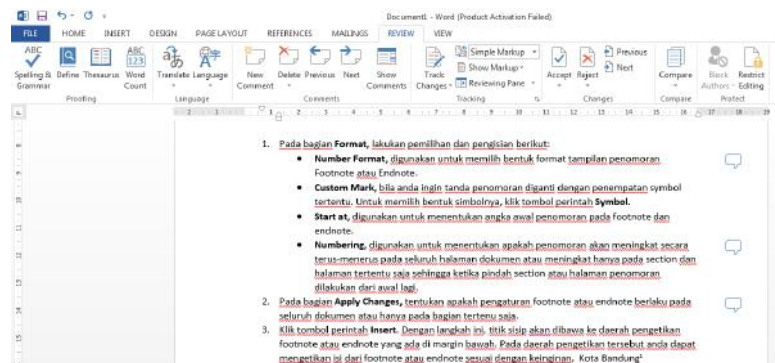 Document1 - Word (Product Activation Failed)
FILE HOME INSERT DESIGN PAGE LAYOUT REFERENCES MAILINGS REVIEW VIEW
ABC ABC 123
Spelling & Grammar Define Thesaurus Word Count Translate Language New Comment Delete Previous Next Show Comments Track Changes Simple Markup Show Markup Reviewing Pane Accept Reject Previous Next Compare Block Authors Restrict Editing
Proofing Language Comments Tracking Changes Compare Protect
1. Pada bagian Format, lakukan pemilihan dan pengisian berikut:
• Number Format, digunakan untuk memilih bentuk format tampilan penomoran
Footnote atau Endnote.
• Custom Mark, bila anda ingin tanda penomoran diganti dengan penempatan symbol
tertentu. Untuk memilih bentuk simbolnya, klik tombol perintah Symbol.
• Start at, digunakan untuk menentukan angka awal penomoran pada footnote dan
endnote.
• Numbering, digunakan untuk menentukan apakah penomoran akan meningkat secara
terus-menerus pada seluruh halaman dokumen atau meningkat hanya pada section dan
halaman tertentu saja sehingga ketika pindah section atau halaman penomoran
dilakukan dari awal lagi.
2. Pada bagian Apply Changes, tentukan apakah pengaturan footnote atau endnote berlaku pada
seluruh dokumen atau hanya pada bagian tertenu saja.
3. Klik tombol perintah Insert. Dengan langkah ini, titik sisip akan dibawa ke daerah pengetikan
footnote atau endnote yang ada di margin bawah. Pada daerah pengetikan tersebut anda dapat
mengetikan isi dari footnote atau endnote sesuai dengan keinginan. Kota Bandung¹